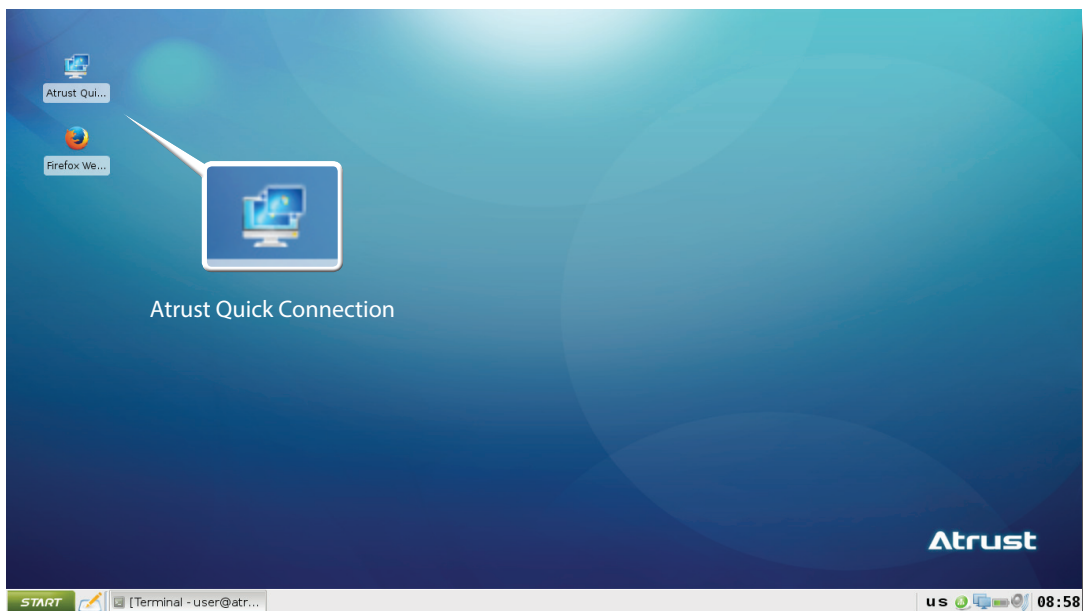 Atrust Qui...
Firefox We...
Atrust Quick Connection
Atrust
START [Terminal - user@atr... us 08:58